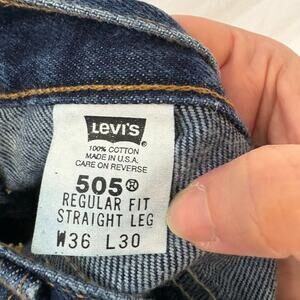 Levi's
®
100% COTTON
MADE IN U.S.A.
CARE ON REVERSE
505®
REGULAR FIT
STRAIGHT LEG
W36 L30